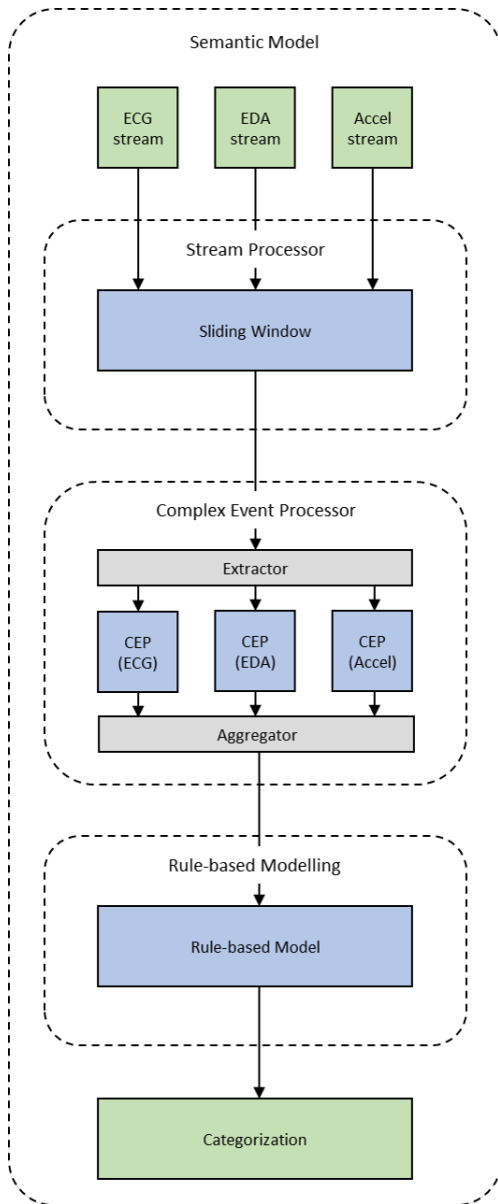 Semantic Model
ECG
stream
EDA
stream
Accel
stream
Stream Processor
Sliding Window
Complex Event Processor
Extractor
CEP
(ECG)
CEP
(EDA)
CEP
(Accel)
Aggregator
Rule-based Modelling
Rule-based Model
Categorization